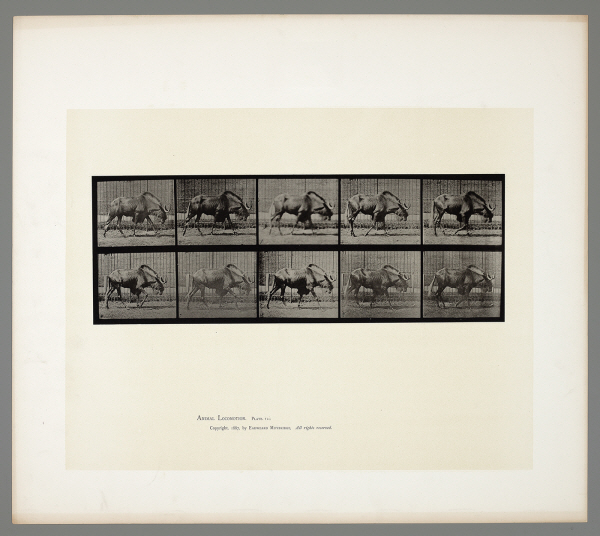 ANIMAL LOCOMOTION. PLATE
Copyright, 1887, by EADWEARD MUYBRIDGE. All rights reserved.